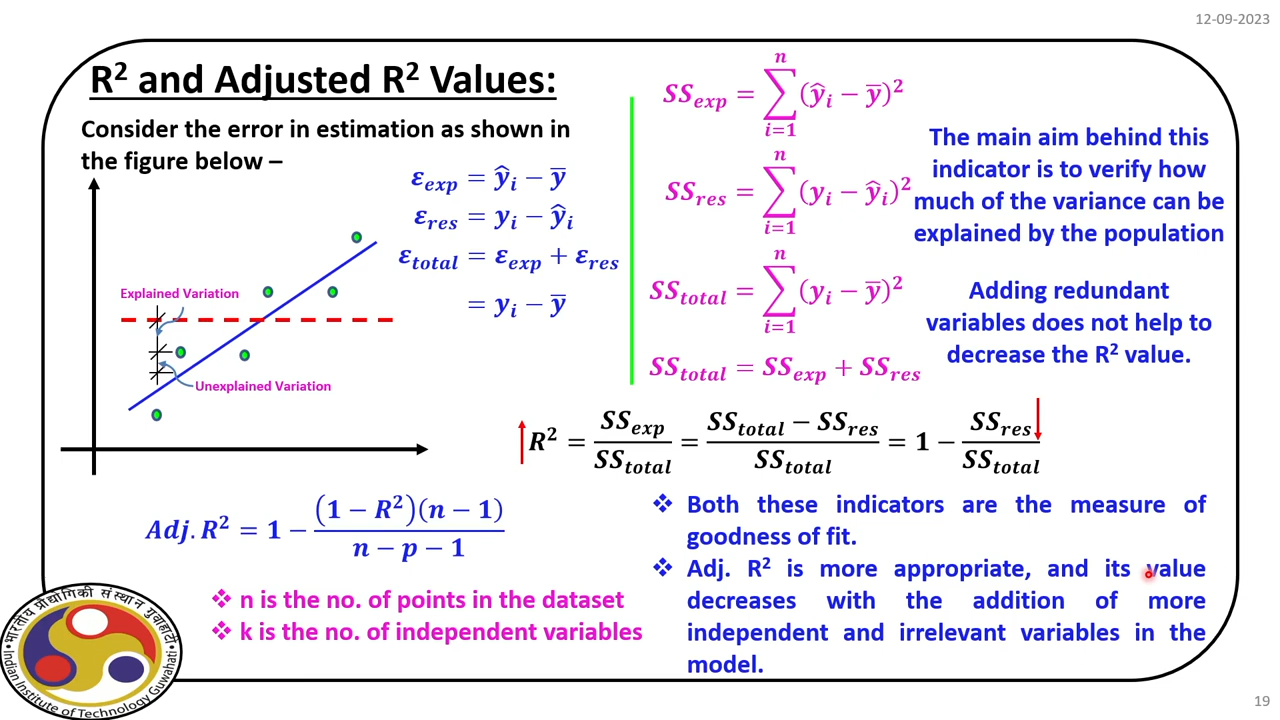 12-09-2023
R² and Adjusted R² Values:
Consider the error in estimation as shown in
the figure below –
Explained Variation
Unexplained Variation
ε_exp = ŷ_i − ȳ
ε_res = y_i − ŷ_i
ε_total = ε_exp + ε_res
= y_i − ȳ
SS_exp = ∑_{i=1}^{n} (ŷ_i − ȳ)²
SS_res = ∑_{i=1}^{n} (y_i − ŷ_i)²
SS_total = ∑_{i=1}^{n} (y_i − ȳ)²
SS_total = SS_exp + SS_res
The main aim behind this
indicator is to verify how
much of the variance can be
explained by the population
Adding redundant
variables does not help to
decrease the R² value.
R² = SS_exp / SS_total = (SS_total − SS_res) / SS_total = 1 − SS_res / SS_total
Adj. R² = 1 − (1 − R²)(n − 1) / (n − p − 1)
❖ n is the no. of points in the dataset
❖ k is the no. of independent variables
❖ Both these indicators are the measure of
goodness of fit.
❖ Adj. R² is more appropriate, and its value
decreases with the addition of more
independent and irrelevant variables in the
model.
भारतीय प्रौद्योगिकी संस्थान गुवाहाटी
Indian Institute of Technology Guwahati
19